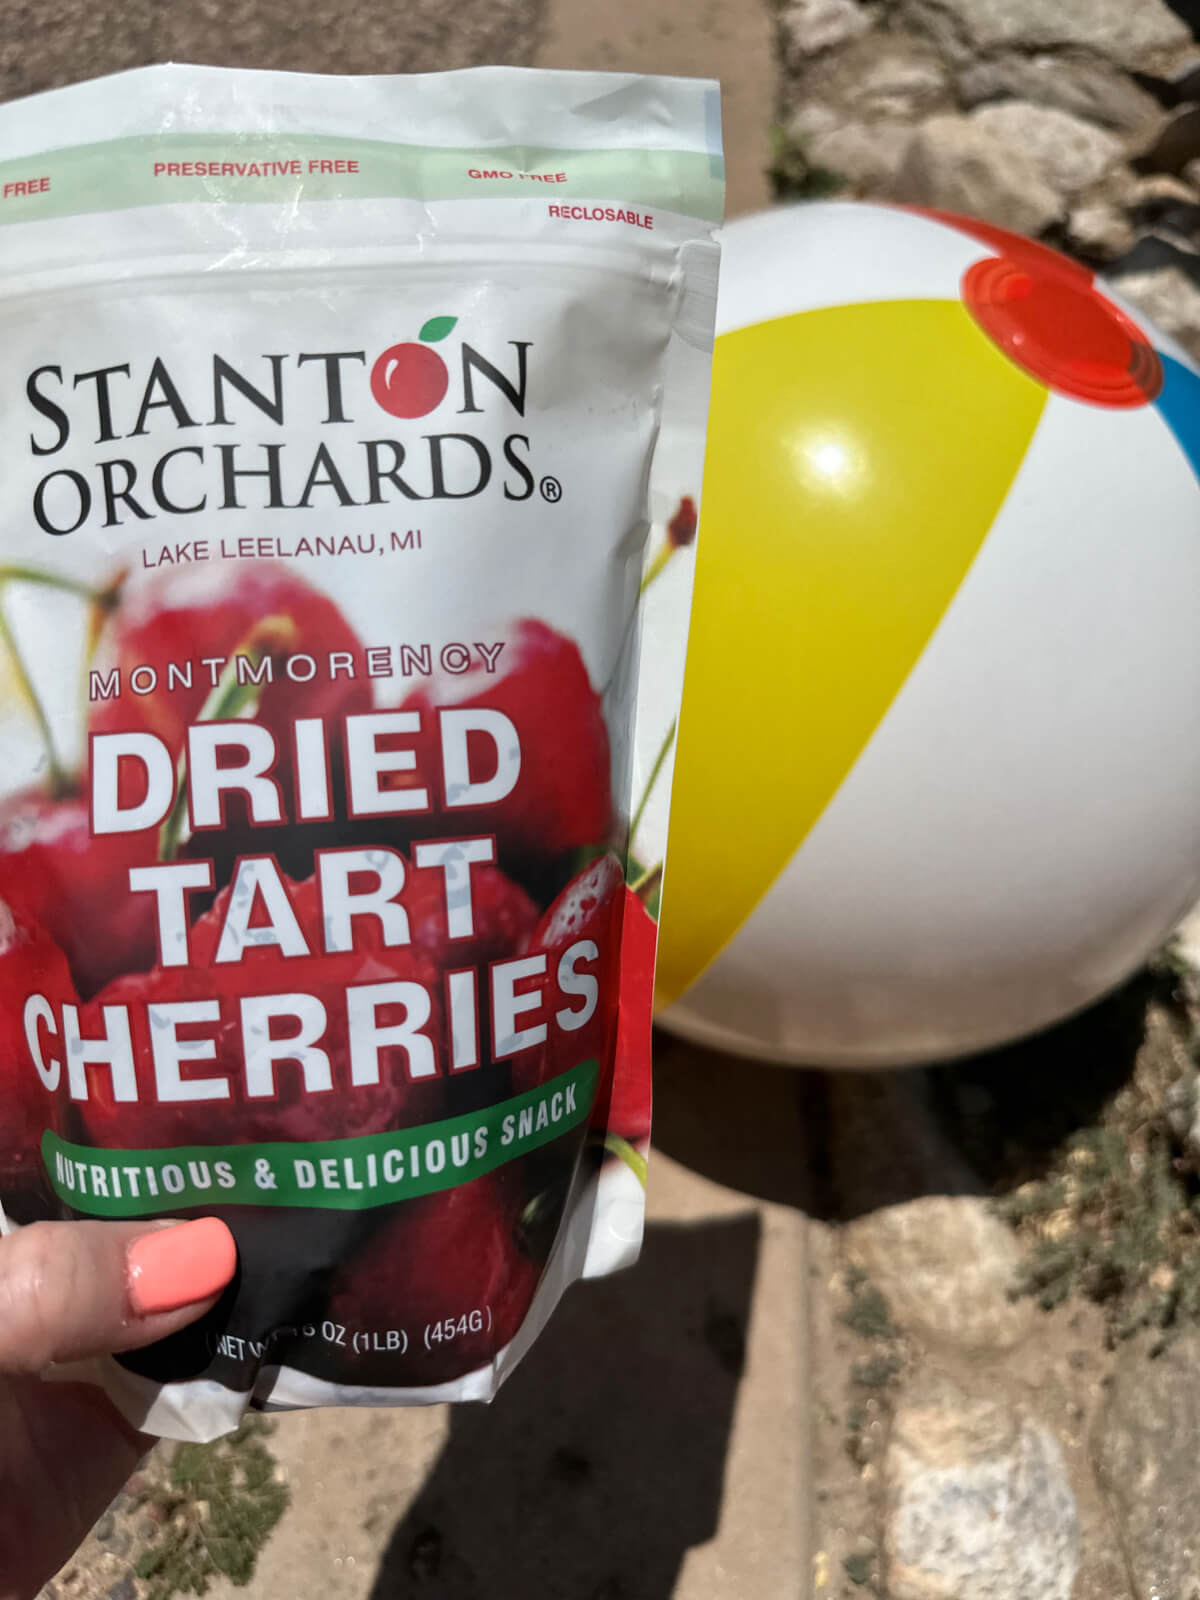 FREE PRESERVATIVE FREE GMO FREE
RECLOSABLE
STANTON
ORCHARDS®
LAKE LEELANAU, MI
MONTMORENCY
DRIED
TART
CHERRIES
NUTRITIOUS & DELICIOUS SNACK
NET OZ (1LB) (454G)